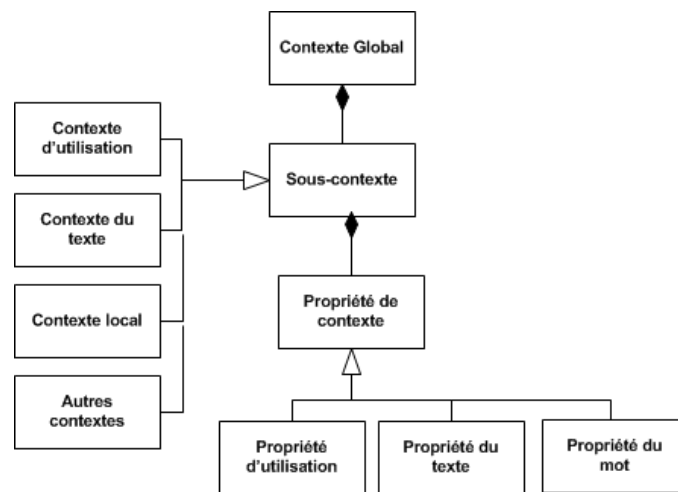 Contexte Global
Contexte
d'utilisation
Sous-contexte
Contexte du
texte
Propriété de
contexte
Contexte local
Autres
contextes
Propriété
d'utilisation
Propriété du
texte
Propriété du
mot